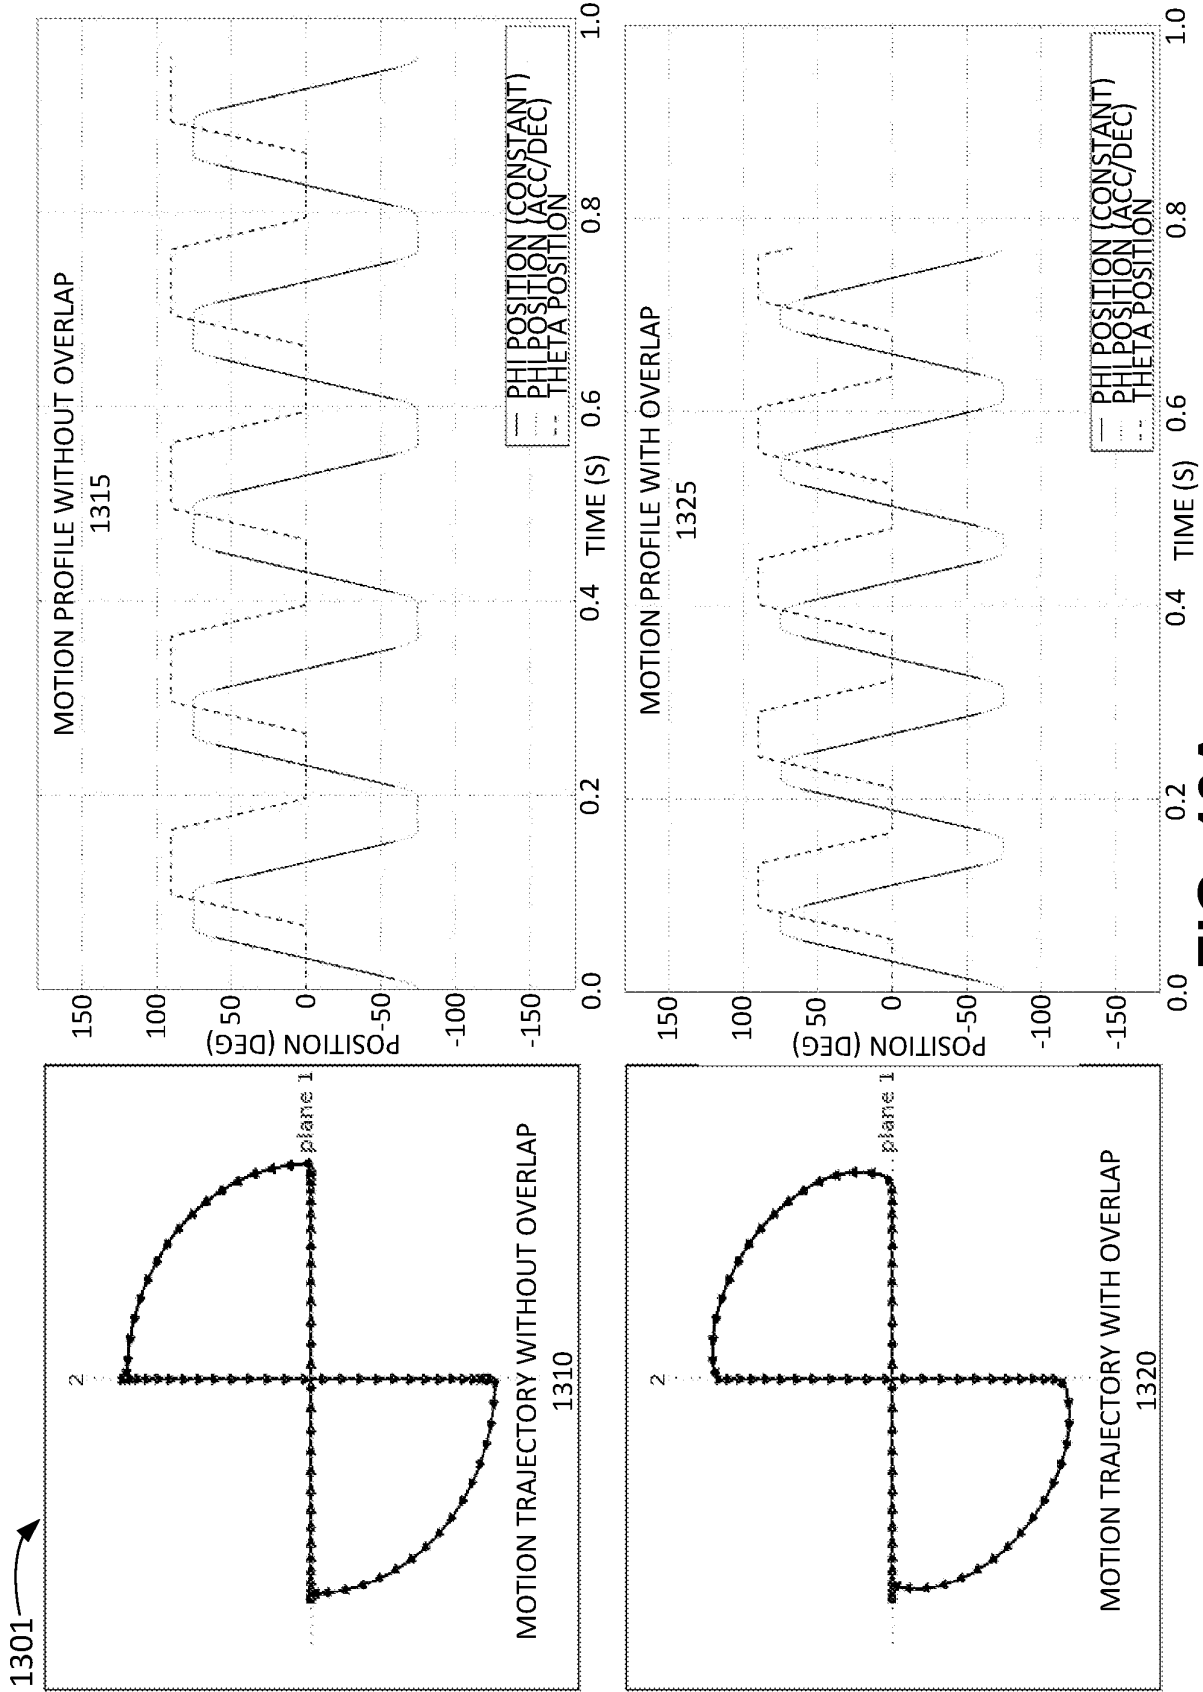 1301
2
plane 1
MOTION TRAJECTORY WITHOUT OVERLAP
1310
MOTION PROFILE WITHOUT OVERLAP
1315
POSITION (DEG)
150
100
50
0
-50
-100
-150
0.0
0.2
0.4
0.6
0.8
1.0
TIME (S)
PHI POSITION (CONSTANT)
PHI POSITION (ACC/DEC)
THETA POSITION
2
plane 1
MOTION TRAJECTORY WITH OVERLAP
1320
MOTION PROFILE WITH OVERLAP
1325
POSITION (DEG)
150
100
50
0
-50
-100
-150
0.0
0.2
0.4
0.6
0.8
1.0
TIME (S)
PHI POSITION (CONSTANT)
PHI POSITION (ACC/DEC)
THETA POSITION